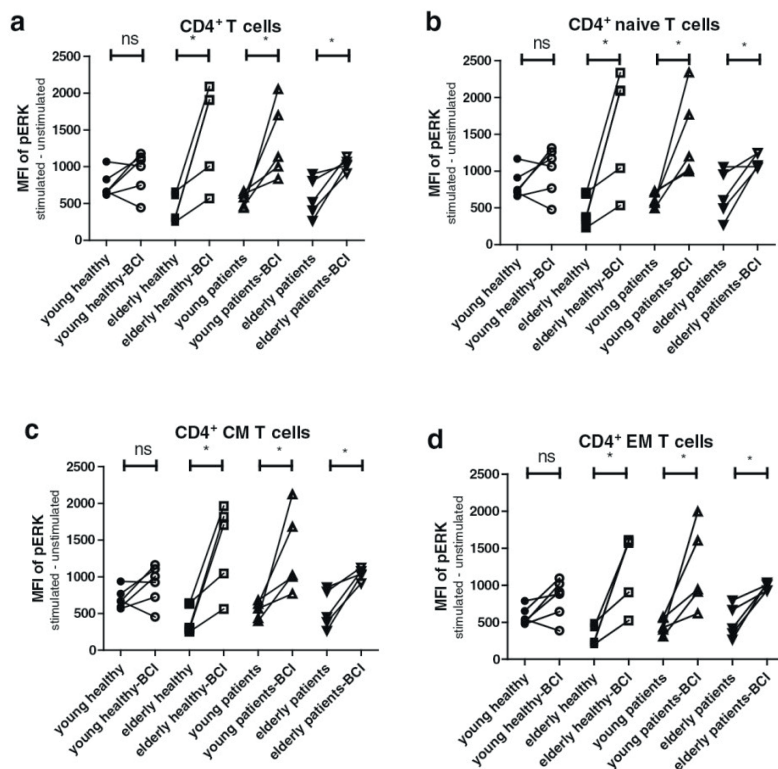 a
CD4+ T cells
ns * * *
MFI of pERK
stimulated - unstimulated
2500
2000
1500
1000
500
0
young healthy
young healthy-BCI
elderly healthy
elderly healthy-BCI
young patients
young patients-BCI
elderly patients
elderly patients-BCI
b
CD4+ naive T cells
ns * * *
MFI of pERK
stimulated - unstimulated
2500
2000
1500
1000
500
0
young healthy
young healthy-BCI
elderly healthy
elderly healthy-BCI
young patients
young patients-BCI
elderly patients
elderly patients-BCI
c
CD4+ CM T cells
ns * * *
MFI of pERK
stimulated - unstimulated
2500
2000
1500
1000
500
0
young healthy
young healthy-BCI
elderly healthy
elderly healthy-BCI
young patients
young patients-BCI
elderly patients
elderly patients-BCI
d
CD4+ EM T cells
ns * * *
MFI of pERK
stimulated - unstimulated
2500
2000
1500
1000
500
0
young healthy
young healthy-BCI
elderly healthy
elderly healthy-BCI
young patients
young patients-BCI
elderly patients
elderly patients-BCI